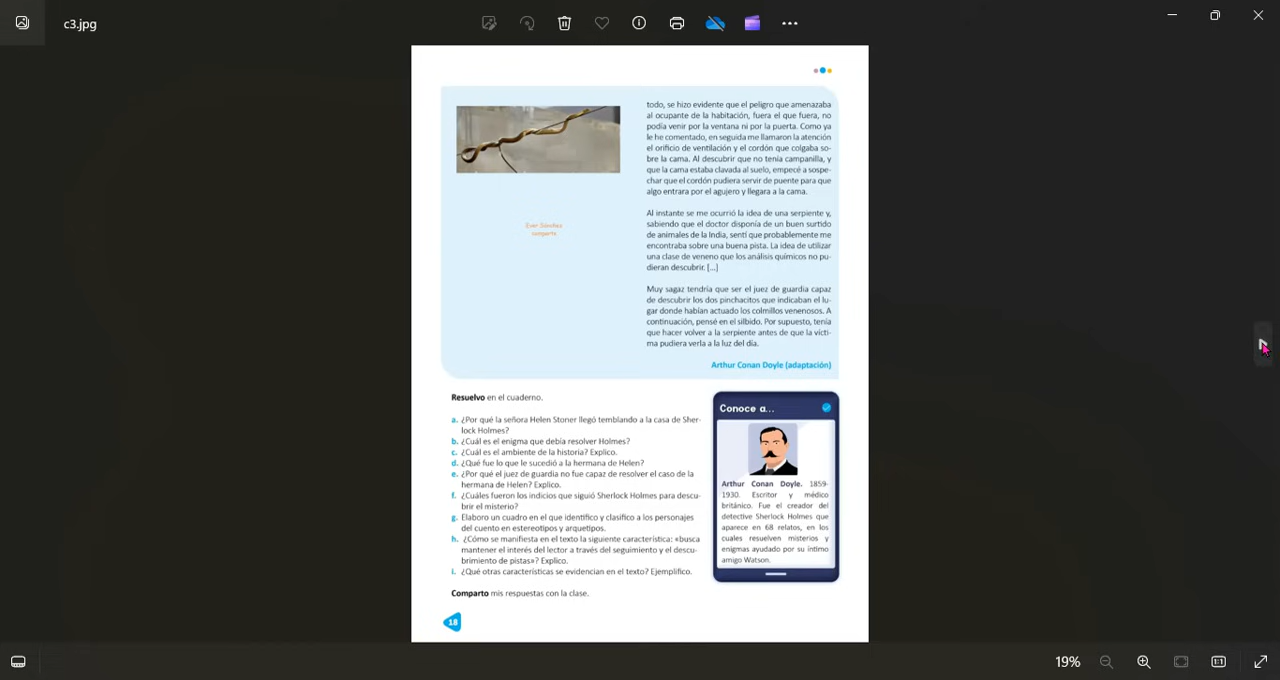 c3.jpg
todo, se hizo evidente que el peligro que amenazaba
al ocupante de la habitación, fuera el que fuera, no
podía venir por la ventana ni por la puerta. Como ya
le he comentado, en seguida me llamaron la atención
el orificio de ventilación y el cordón que colgaba so-
bre la cama. Al descubrir que no tenía campanilla, y
que la cama estaba clavada al suelo, empecé a sospe-
char que el cordón pudiera servir de puente para que
algo entrara por el agujero y llegara a la cama.
Al instante se me ocurrió la idea de una serpiente y,
sabiendo que el doctor disponía de un buen surtido
de animales de la India, sentí que probablemente me
encontraba sobre una buena pista. La idea de utilizar
una clase de veneno que los análisis químicos no pu-
dieran descubrir. [...]
Muy sagaz tendría que ser el juez de guardia capaz
de descubrir los dos pinchacitos que indicaban el lu-
gar donde habían actuado los colmillos venenosos. A
continuación, pensé en el silbido. Por supuesto, tenía
que hacer volver a la serpiente antes de que la vícti-
ma pudiera verla a la luz del día.
Arthur Conan Doyle (adaptación)
Ever Sánchez
comparte
Resuelvo en el cuaderno.
a. ¿Por qué la señora Helen Stoner llegó temblando a la casa de Sher-
lock Holmes?
b. ¿Cuál es el enigma que debía resolver Holmes?
c. ¿Cuál es el ambiente de la historia? Explico.
d. ¿Qué fue lo que le sucedió a la hermana de Helen?
e. ¿Por qué el juez de guardia no fue capaz de resolver el caso de la
hermana de Helen? Explico.
f. ¿Cuáles fueron los indicios que siguió Sherlock Holmes para descu-
brir el misterio?
g. Elaboro un cuadro en el que identifico y clasifico a los personajes
del cuento en estereotipos y arquetipos.
h. ¿Cómo se manifiesta en el texto la siguiente característica: «busca
mantener el interés del lector a través del seguimiento y el descu-
brimiento de pistas»? Explico.
i. ¿Qué otras características se evidencian en el texto? Ejemplifico.
Comparto mis respuestas con la clase.
Conoce a...
Arthur Conan Doyle. 1859-
1930. Escritor y médico
británico. Fue el creador del
detective Sherlock Holmes que
aparece en 68 relatos, en los
cuales resuelven misterios y
enigmas ayudado por su íntimo
amigo Watson.
18
19%
1:1